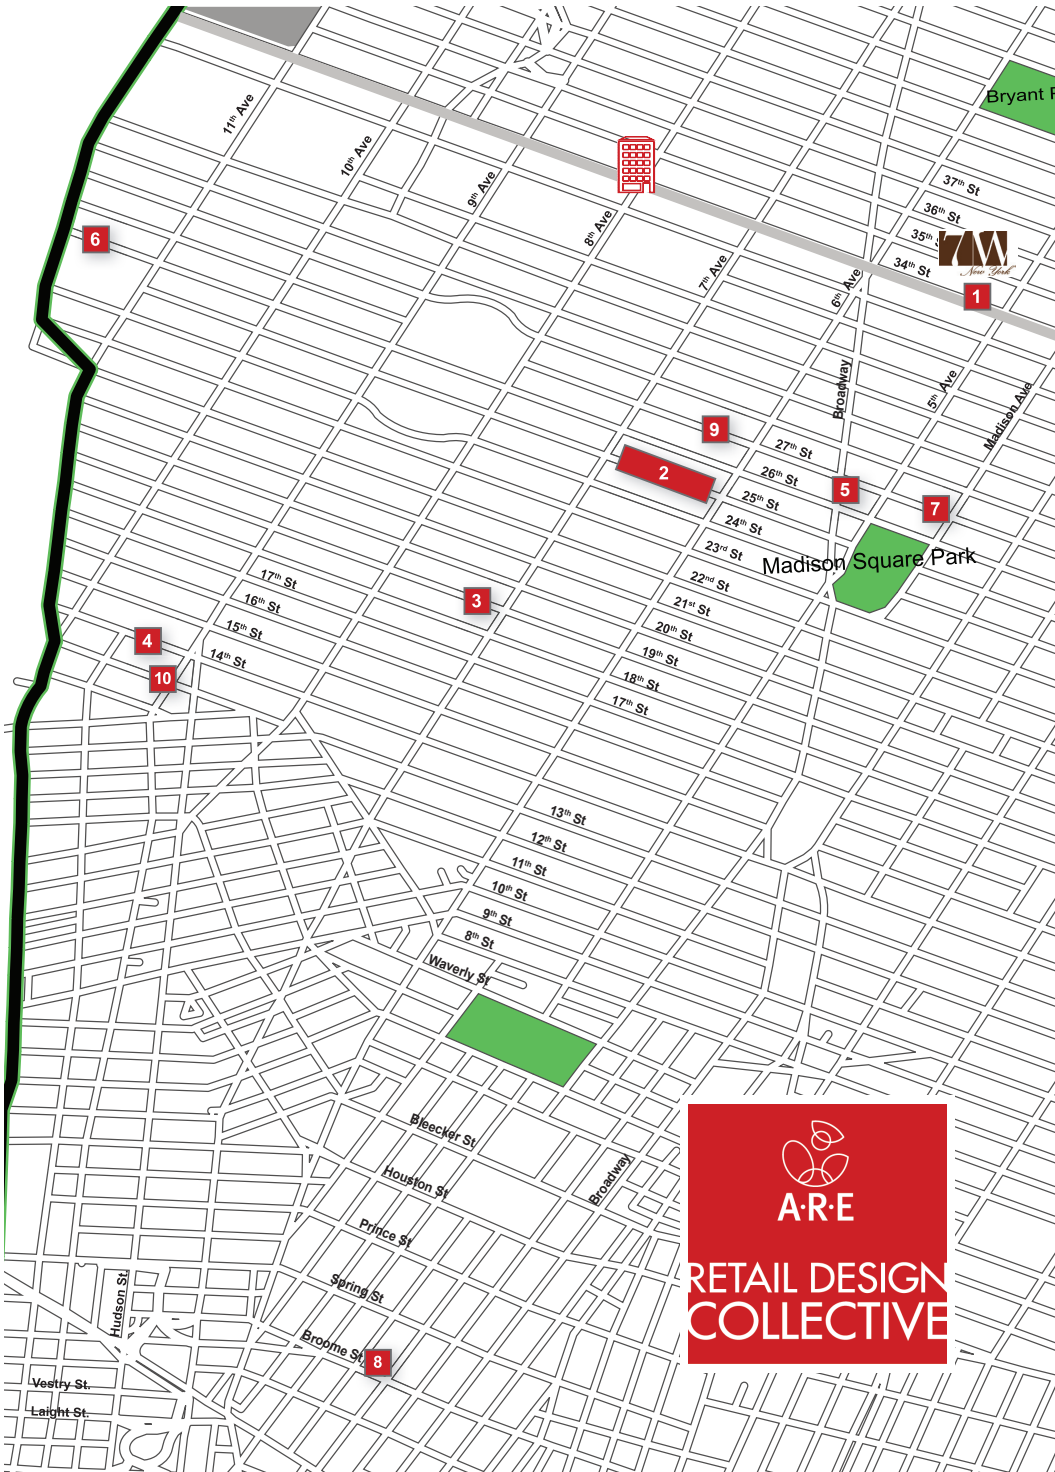 Bryant P
11th Ave
10th Ave
9th Ave
8th Ave
7th Ave
6th Ave
37th St
36th St
35th S
34th St
7W
New York
6
1
Broadway
5th Ave
Madison Ave
9
2
27th St
26th St
25th St
24th St
23rd St
22nd St
21st St
20th St
19th St
18th St
17th St
5
7
Madison Square Park
3
17th St
16th St
15th St
14th St
4
10
13th St
12th St
11th St
10th St
9th St
8th St
Waverly St
Bleecker St
Houston St
Prince St
Spring St
Broome St
Broadway
8
Hudson St.
Vestry St.
Laight St.
A·R·E
RETAIL DESIGN
COLLECTIVE